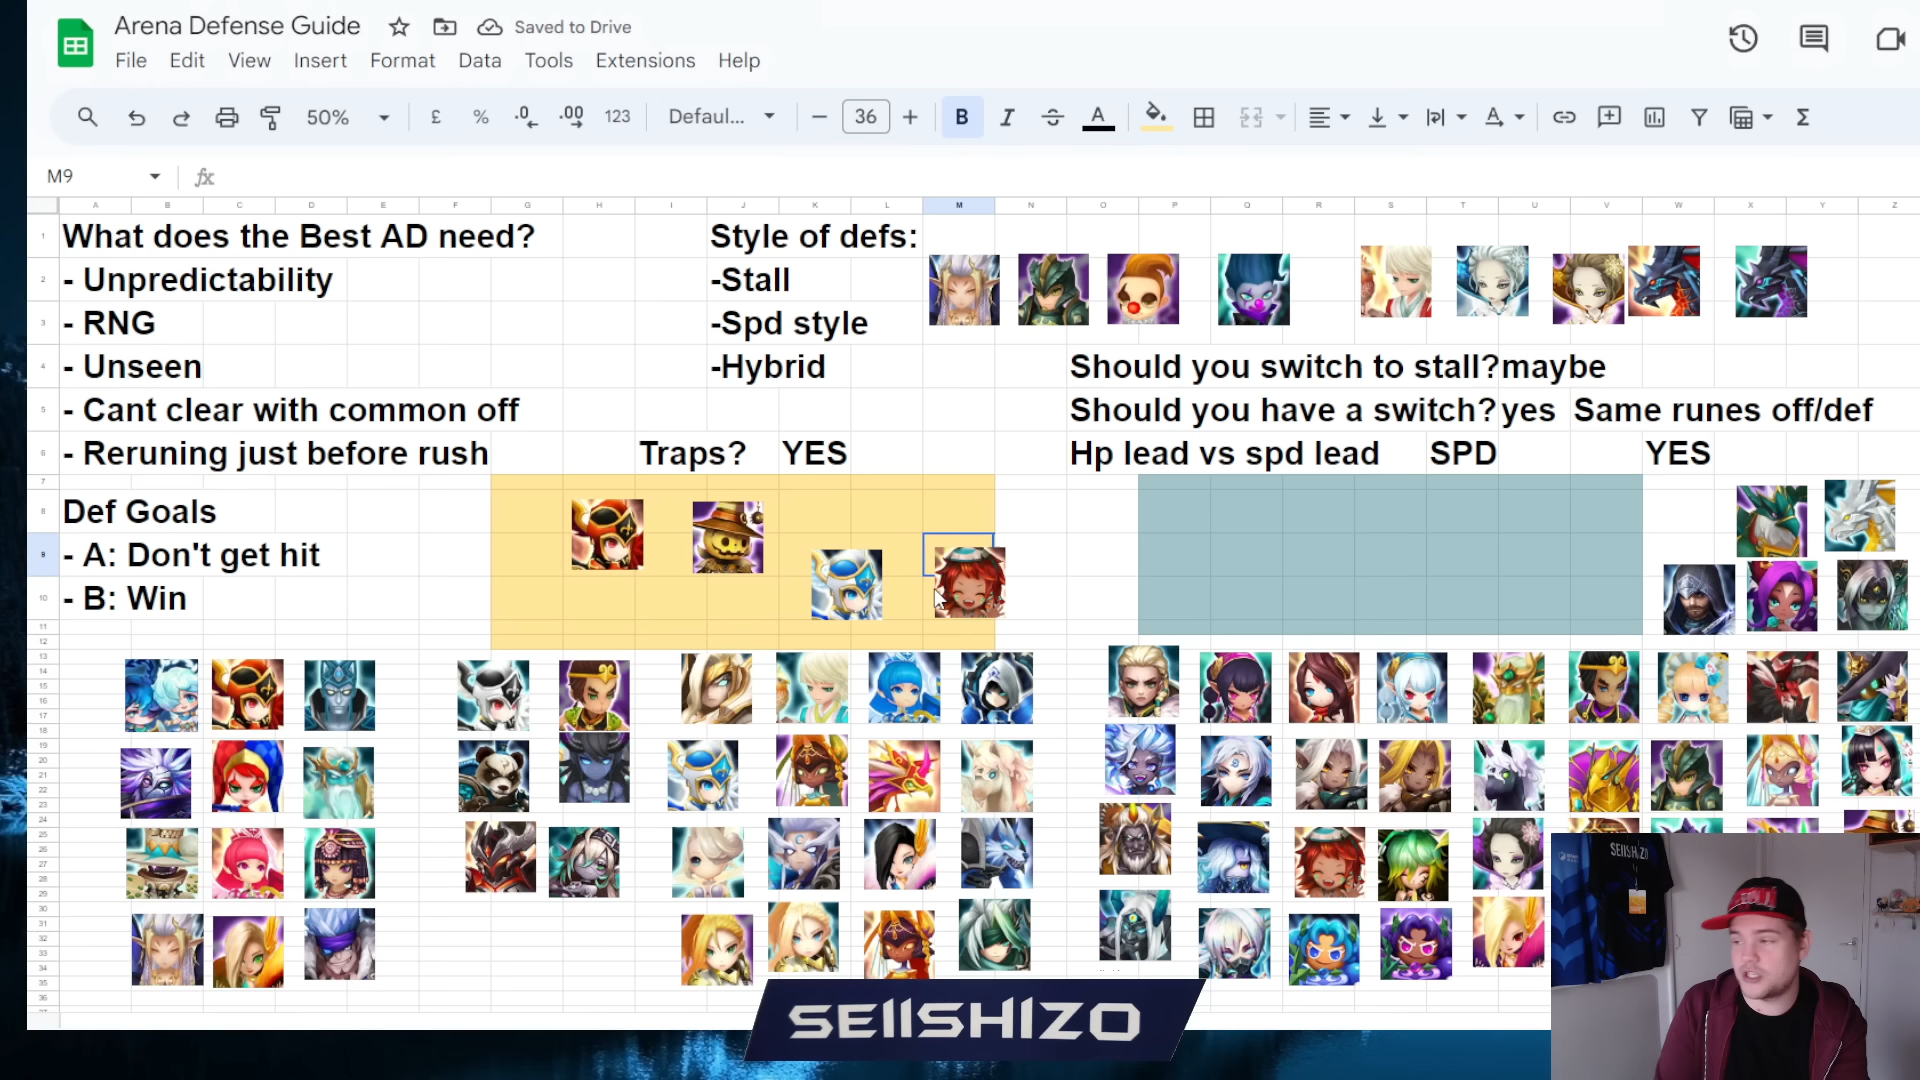 Arena Defense Guide
Saved to Drive
File Edit View Insert Format Data Tools Extensions Help
50% £ % .0 .00 123 Defaul... − 36 + B I A Σ
M9 fx
A B C D E F G H I J K L M N O P Q R S T U V W X Y Z
What does the Best AD need? Style of defs:
- Unpredictability -Stall
- RNG -Spd style
- Unseen -Hybrid Should you switch to stall? maybe
- Cant clear with common off Should you have a switch? yes Same runes off/def
- Reruning just before rush Traps? YES Hp lead vs spd lead SPD YES
Def Goals
- A: Don't get hit
- B: Win
SEIISHIZO
SEIISHIZO